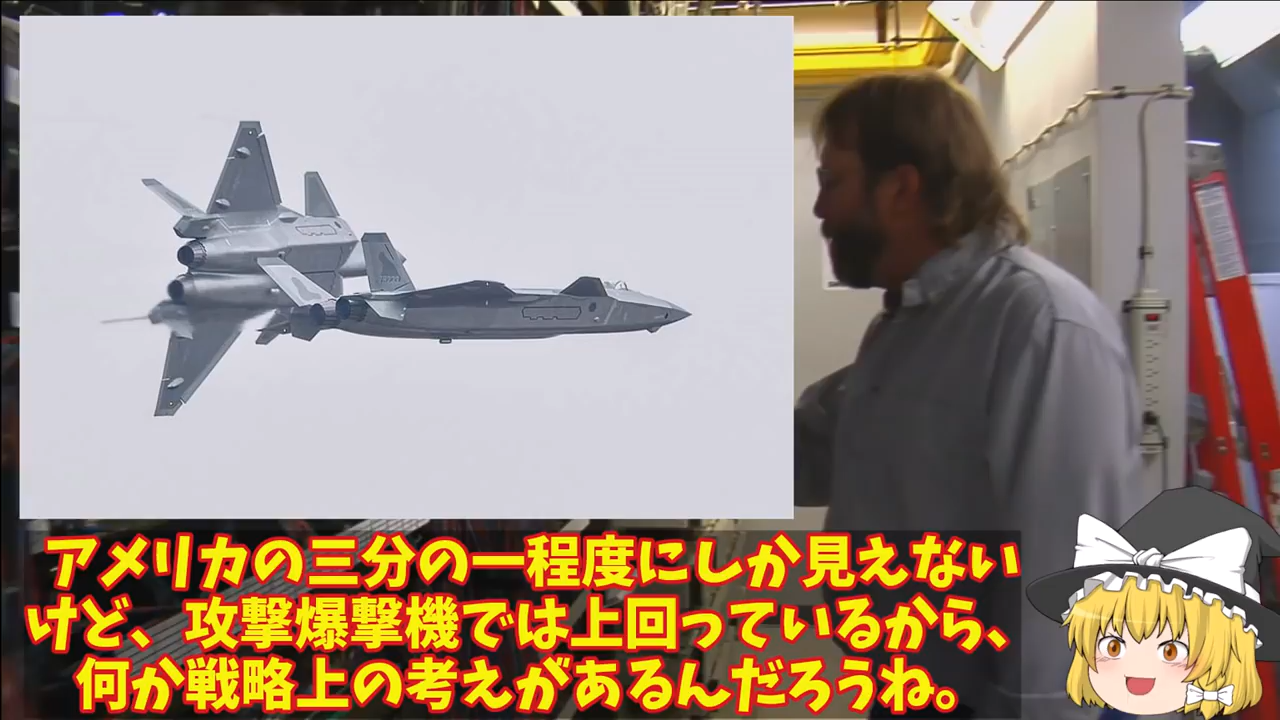 アメリカの三分の一程度にしか見えない
けど、攻撃爆撃機では上回っているから、
何か戦略上の考えがあるんだろうね。